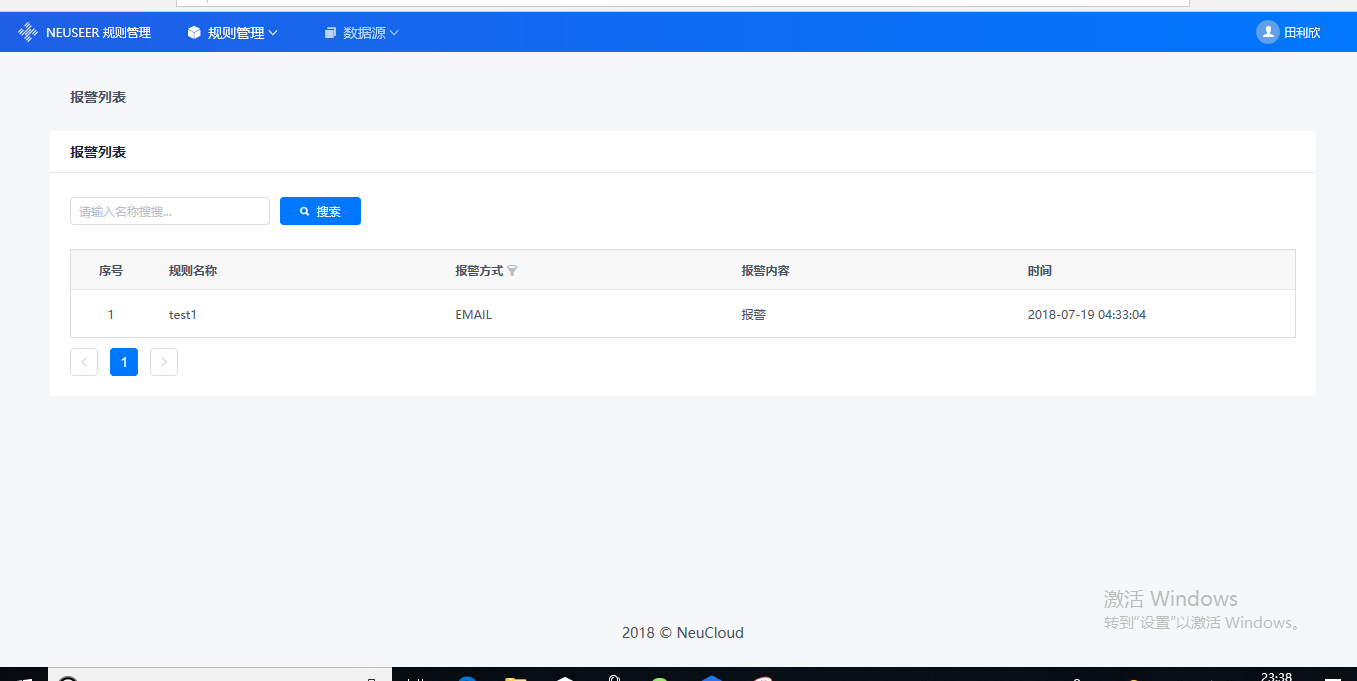 NEUSEER 规则管理 规则管理 数据源 田利欣
报警列表
报警列表
请输入名称搜搜... 搜索
序号 规则名称 报警方式 报警内容 时间
1 test1 EMAIL 报警 2018-07-19 04:33:04
1
激活 Windows
转到"设置"以激活 Windows。
2018 © NeuCloud
23:38